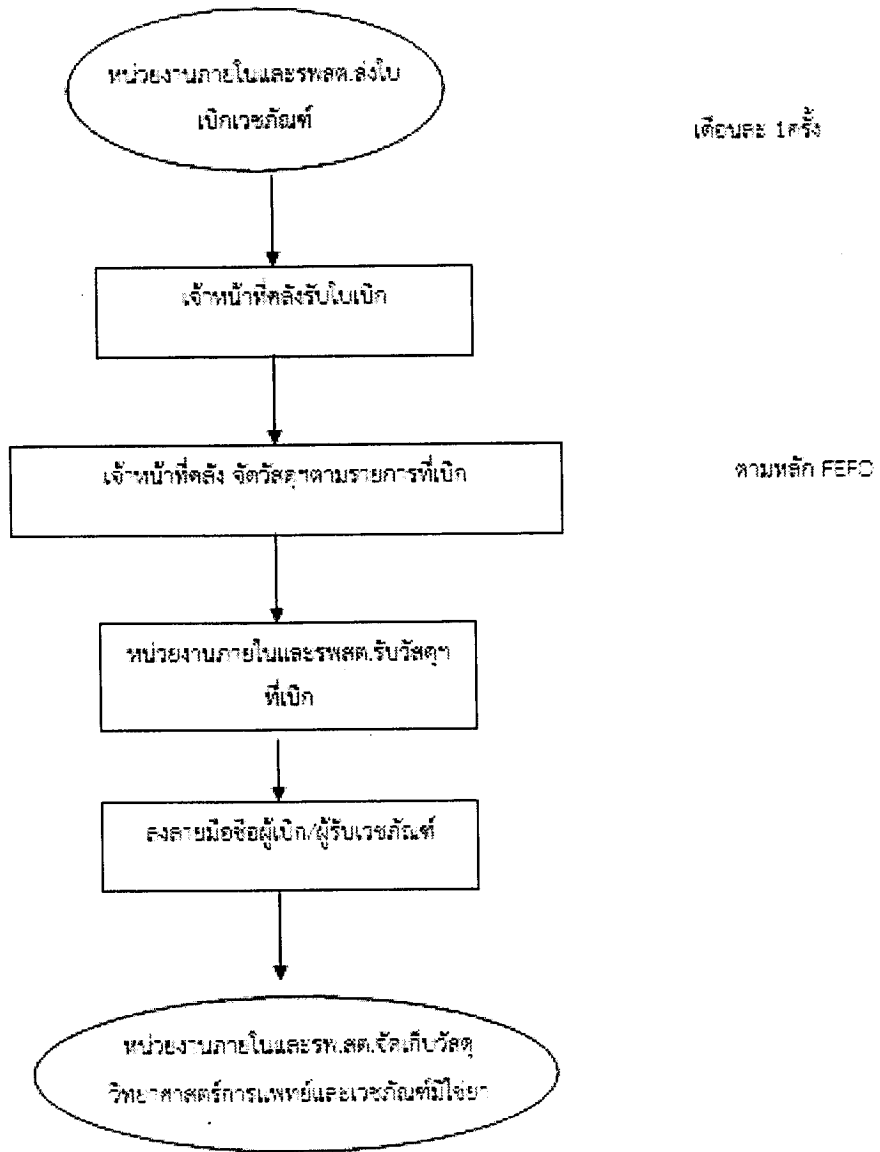 หน่วยงานภายในและรพสต.ส่งใบ
เบิกเวชภัณฑ์
เดือนละ 1ครั้ง
เจ้าหน้าที่คลังรับใบเบิก
เจ้าหน้าที่คลัง จัดวัสดุฯตามรายการที่เบิก
ตามหลัก FEFO
หน่วยงานภายในและรพสต.รับวัสดุฯ
ที่เบิก
ลงลายมือชื่อผู้เบิก/ผู้รับเวชภัณฑ์
หน่วยงานภายในและรพ.สต.จัดเก็บวัสดุ
วิทยาศาสตร์การแพทย์และเวชภัณฑ์มิใช่ยา